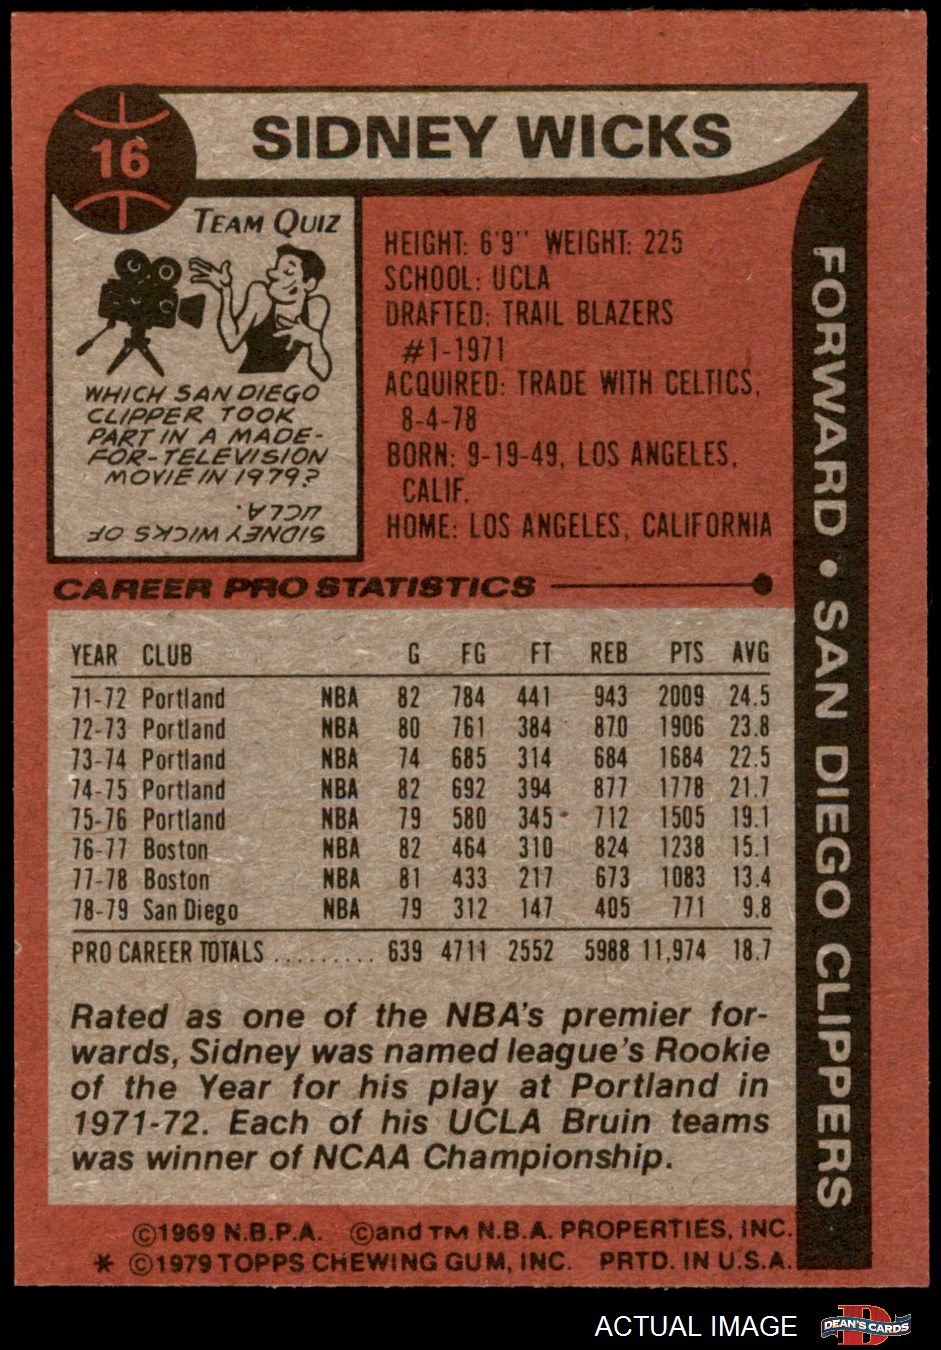 16
SIDNEY WICKS
TEAM QUIZ
WHICH SAN DIEGO
CLIPPER TOOK
PART IN A MADE-
FOR-TELEVISION
MOVIE IN 1979?
SIDNEY WICKS OF
UCLA.
HEIGHT: 6'9" WEIGHT: 225
SCHOOL: UCLA
DRAFTED: TRAIL BLAZERS
#1-1971
ACQUIRED: TRADE WITH CELTICS,
8-4-78
BORN: 9-19-49, LOS ANGELES,
CALIF.
HOME: LOS ANGELES, CALIFORNIA
FORWARD • SAN DIEGO CLIPPERS
CAREER PRO STATISTICS
YEAR CLUB G FG FT REB PTS AVG
71-72 Portland NBA 82 784 441 943 2009 24.5
72-73 Portland NBA 80 761 384 870 1906 23.8
73-74 Portland NBA 74 685 314 684 1684 22.5
74-75 Portland NBA 82 692 394 877 1778 21.7
75-76 Portland NBA 79 580 345 712 1505 19.1
76-77 Boston NBA 82 464 310 824 1238 15.1
77-78 Boston NBA 81 433 217 673 1083 13.4
78-79 San Diego NBA 79 312 147 405 771 9.8
PRO CAREER TOTALS ......... 639 4711 2552 5988 11,974 18.7
Rated as one of the NBA's premier for-
wards, Sidney was named league's Rookie
of the Year for his play at Portland in
1971-72. Each of his UCLA Bruin teams
was winner of NCAA Championship.
©1969 N.B.P.A. ©and TM N.B.A. PROPERTIES, INC.
* ©1979 TOPPS CHEWING GUM, INC. PRTD. IN U.S.A.
ACTUAL IMAGE
D
DEAN'S CARDS